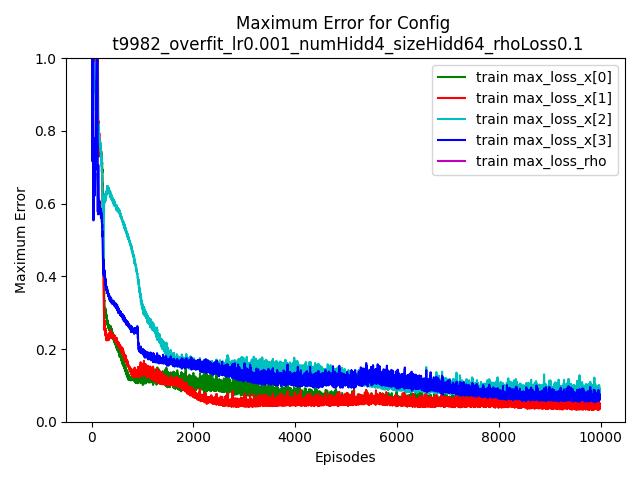 Maximum Error for Config
t9982_overfit_lr0.001_numHidd4_sizeHidd64_rhoLoss0.1
1.0
0.8
0.6
0.4
0.2
0.0
Maximum Error
train max_loss_x[0]
train max_loss_x[1]
train max_loss_x[2]
train max_loss_x[3]
train max_loss_rho
0
2000
4000
6000
8000
10000
Episodes